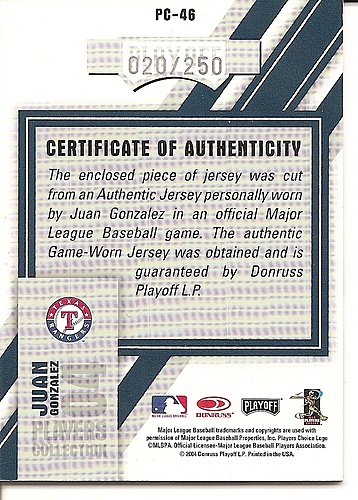 PC-46
PLAYOFF
020/250
CERTIFICATE OF AUTHENTICITY
The enclosed piece of jersey was cut
from an Authentic Jersey personally worn
by Juan Gonzalez in an official Major
League Baseball game. The authentic
Game-Worn Jersey was obtained and is
guaranteed by Donruss
Playoff L.P.
TEXAS
T
RANGERS
JUAN
GONZALEZ
04
PLAYERS
COLLECTION
DONRUSS
PLAYOFF
Major League Baseball trademarks and copyrights are used with
permission of Major League Baseball Properties, Inc. Players Choice Logo
©MLBPA. Official Licensee-Major League Baseball Players Association.
© 2004 Donruss Playoff L.P. Printed in the USA.